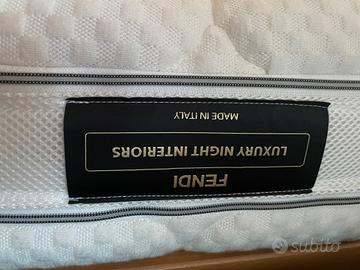 FENDI
LUXURY NIGHT INTERIORS
MADE IN ITALY
subito